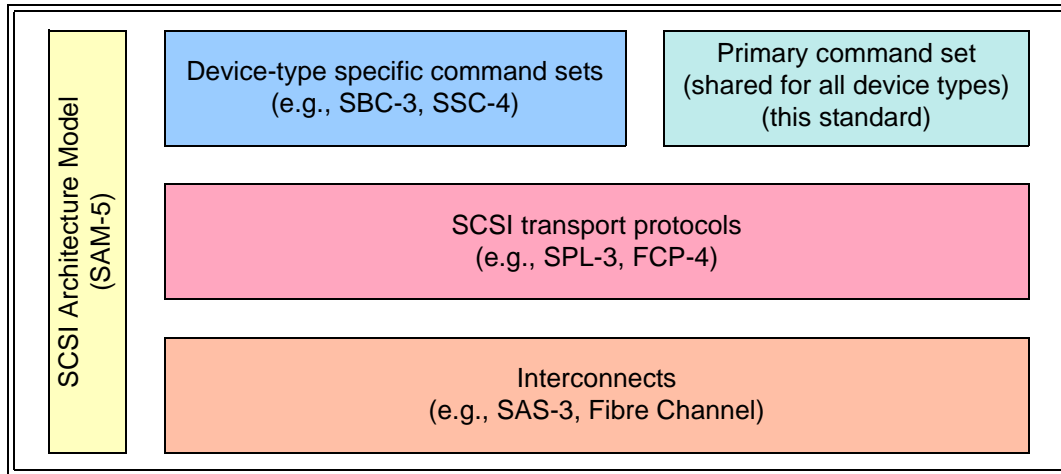 SCSI Architecture Model
(SAM-5)
Device-type specific command sets
(e.g., SBC-3, SSC-4)
Primary command set
(shared for all device types)
(this standard)
SCSI transport protocols
(e.g., SPL-3, FCP-4)
Interconnects
(e.g., SAS-3, Fibre Channel)